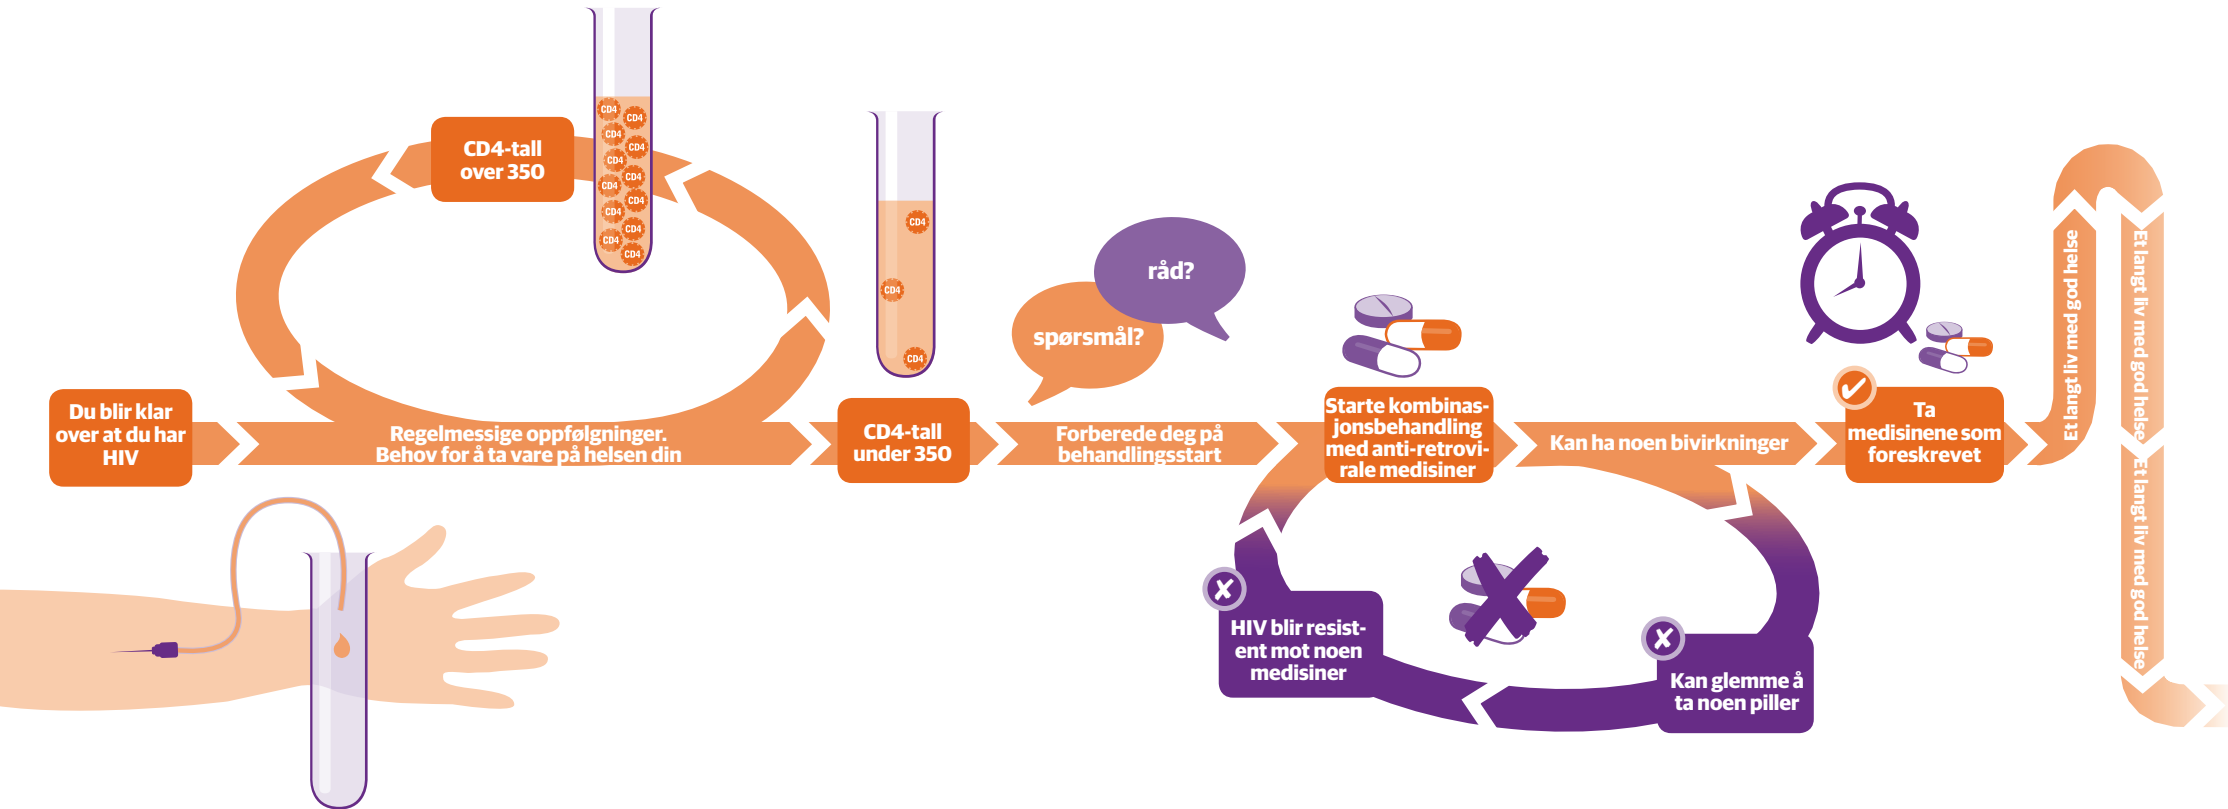 Du blir klar
over at du har
HIV
Regelmessige oppfølgninger.
Behov for å ta vare på helsen din
CD4-tall
over 350
CD4
CD4
CD4
CD4
CD4
CD4
CD4
CD4
CD4
CD4
CD4
CD4
CD4-tall
under 350
CD4
CD4
CD4
spørsmål?
råd?
Forberede deg på
behandlingsstart
Starte kombinas-
jonsbehandling
med anti-retrovi-
rale medisiner
Kan ha noen bivirkninger
Kan glemme å
ta noen piller
HIV blir resist-
ent mot noen
medisiner
Ta
medisinene som
foreskrevet
Et langt liv med god helse
Et langt liv med god helse
Et langt liv med god helse